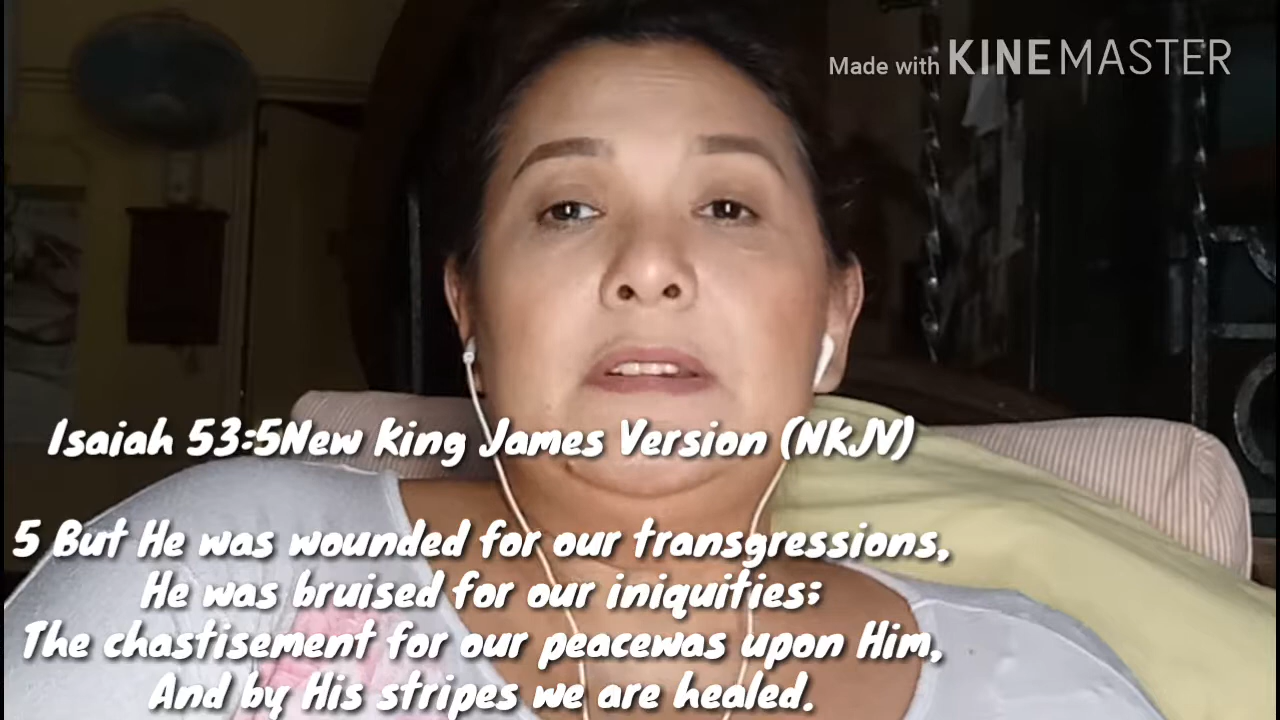 Made with KINEMASTER
Isaiah 53:5New King James Version (NKJV)
5 But He was wounded for our transgressions,
He was bruised for our iniquities;
The chastisement for our peacewas upon Him,
And by His stripes we are healed.